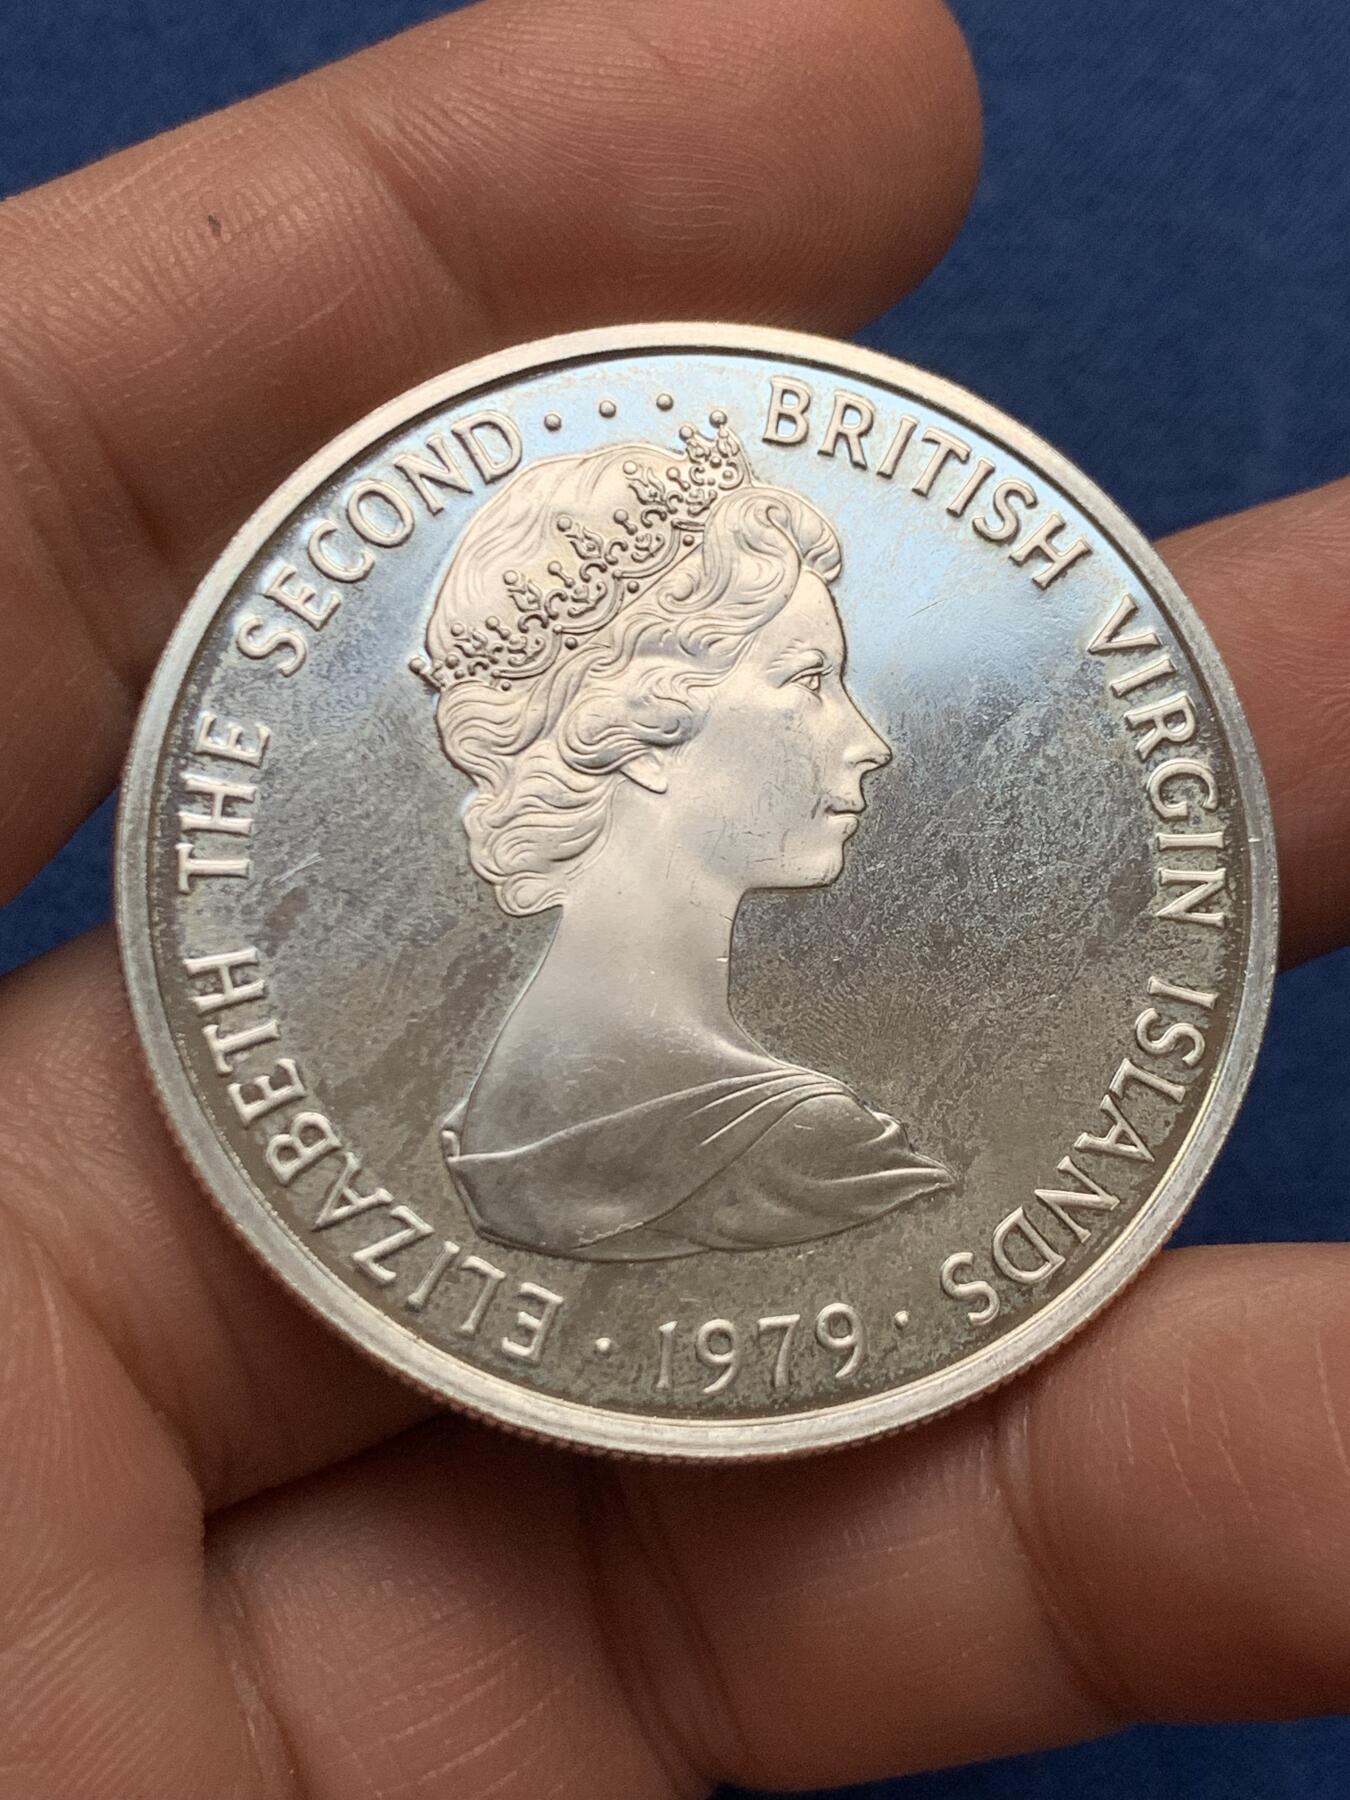 ELIZABETH THE SECOND · · · BRITISH VIRGIN ISLANDS
· 1979 ·